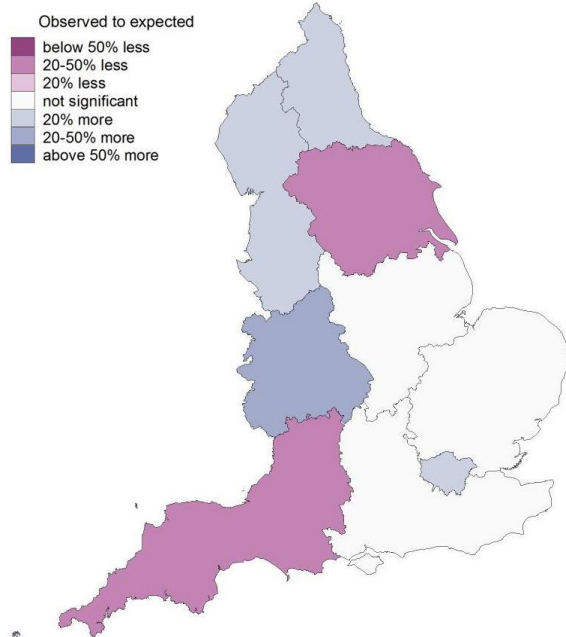 Observed to expected
below 50% less
20-50% less
20% less
not significant
20% more
20-50% more
above 50% more